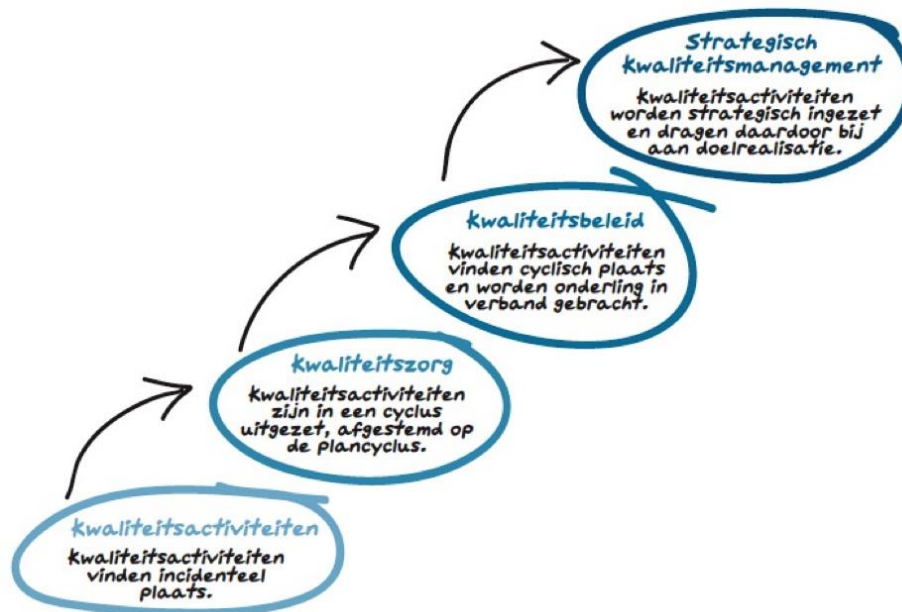 Strategisch
kwaliteitsmanagement
kwaliteitsactiviteiten
worden strategisch ingezet
en dragen daardoor bij
aan doelrealisatie.
kwaliteitsbeleid
kwaliteitsactiviteiten
vinden cyclisch plaats
en worden onderling in
verband gebracht.
kwaliteitszorg
kwaliteitsactiviteiten
zijn in een cyclus
uitgezet, afgestemd op
de plancyclus.
kwaliteitsactiviteiten
kwaliteitsactiviteiten
vinden incidenteel
plaats.